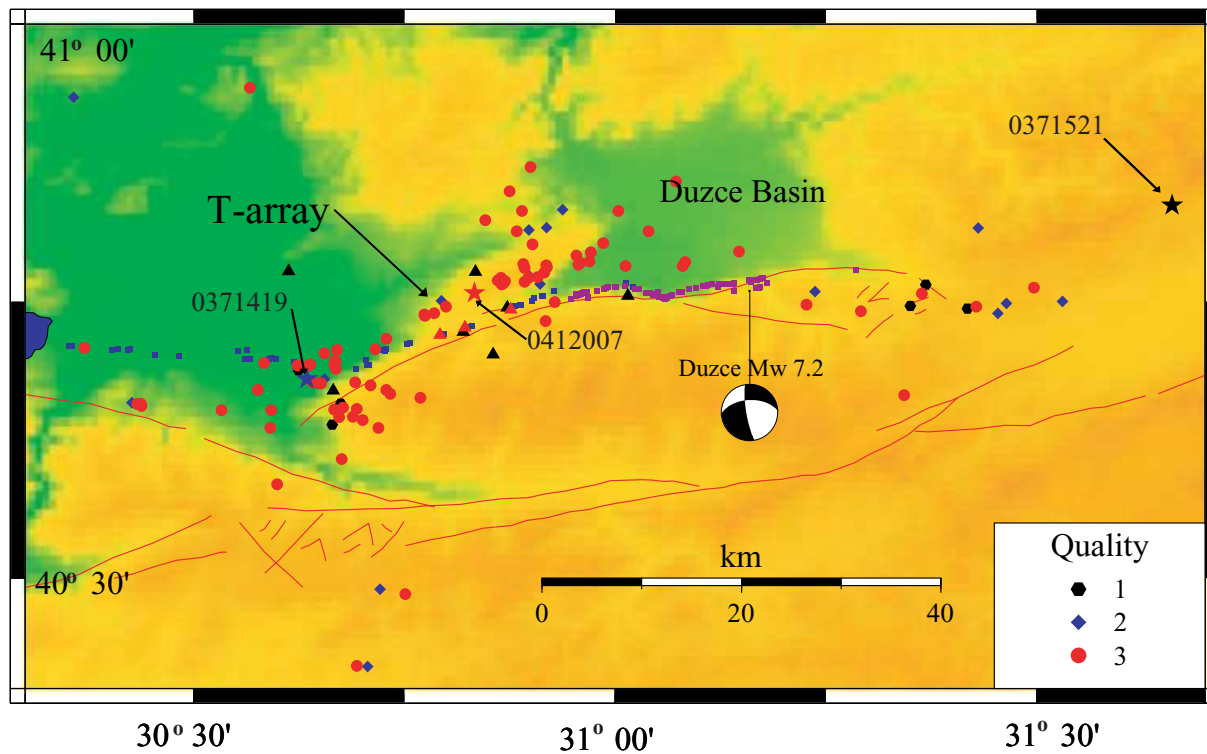 41° 00'
0371521
Duzce Basin
T-array
0371419
0412007
Duzce Mw 7.2
40° 30'
km
0 20 40
Quality
1
2
3
30° 30' 31° 00' 31° 30'